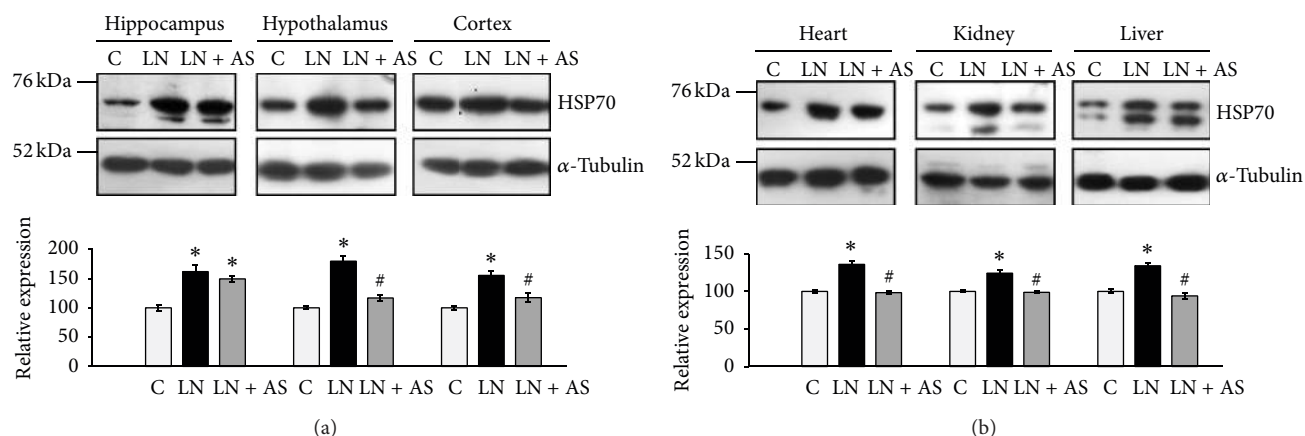 Hippocampus Hypothalamus Cortex
C LN LN + AS C LN LN + AS C LN LN + AS
76 kDa
HSP70
52 kDa
α-Tubulin
Relative expression
200
150
100
50
0
* * * # * #
C LN LN + AS C LN LN + AS C LN LN + AS
(a)
Heart Kidney Liver
C LN LN + AS C LN LN + AS C LN LN + AS
76 kDa
HSP70
52 kDa
α-Tubulin
Relative expression
150
100
50
0
* # * # * #
C LN LN + AS C LN LN + AS C LN LN + AS
(b)